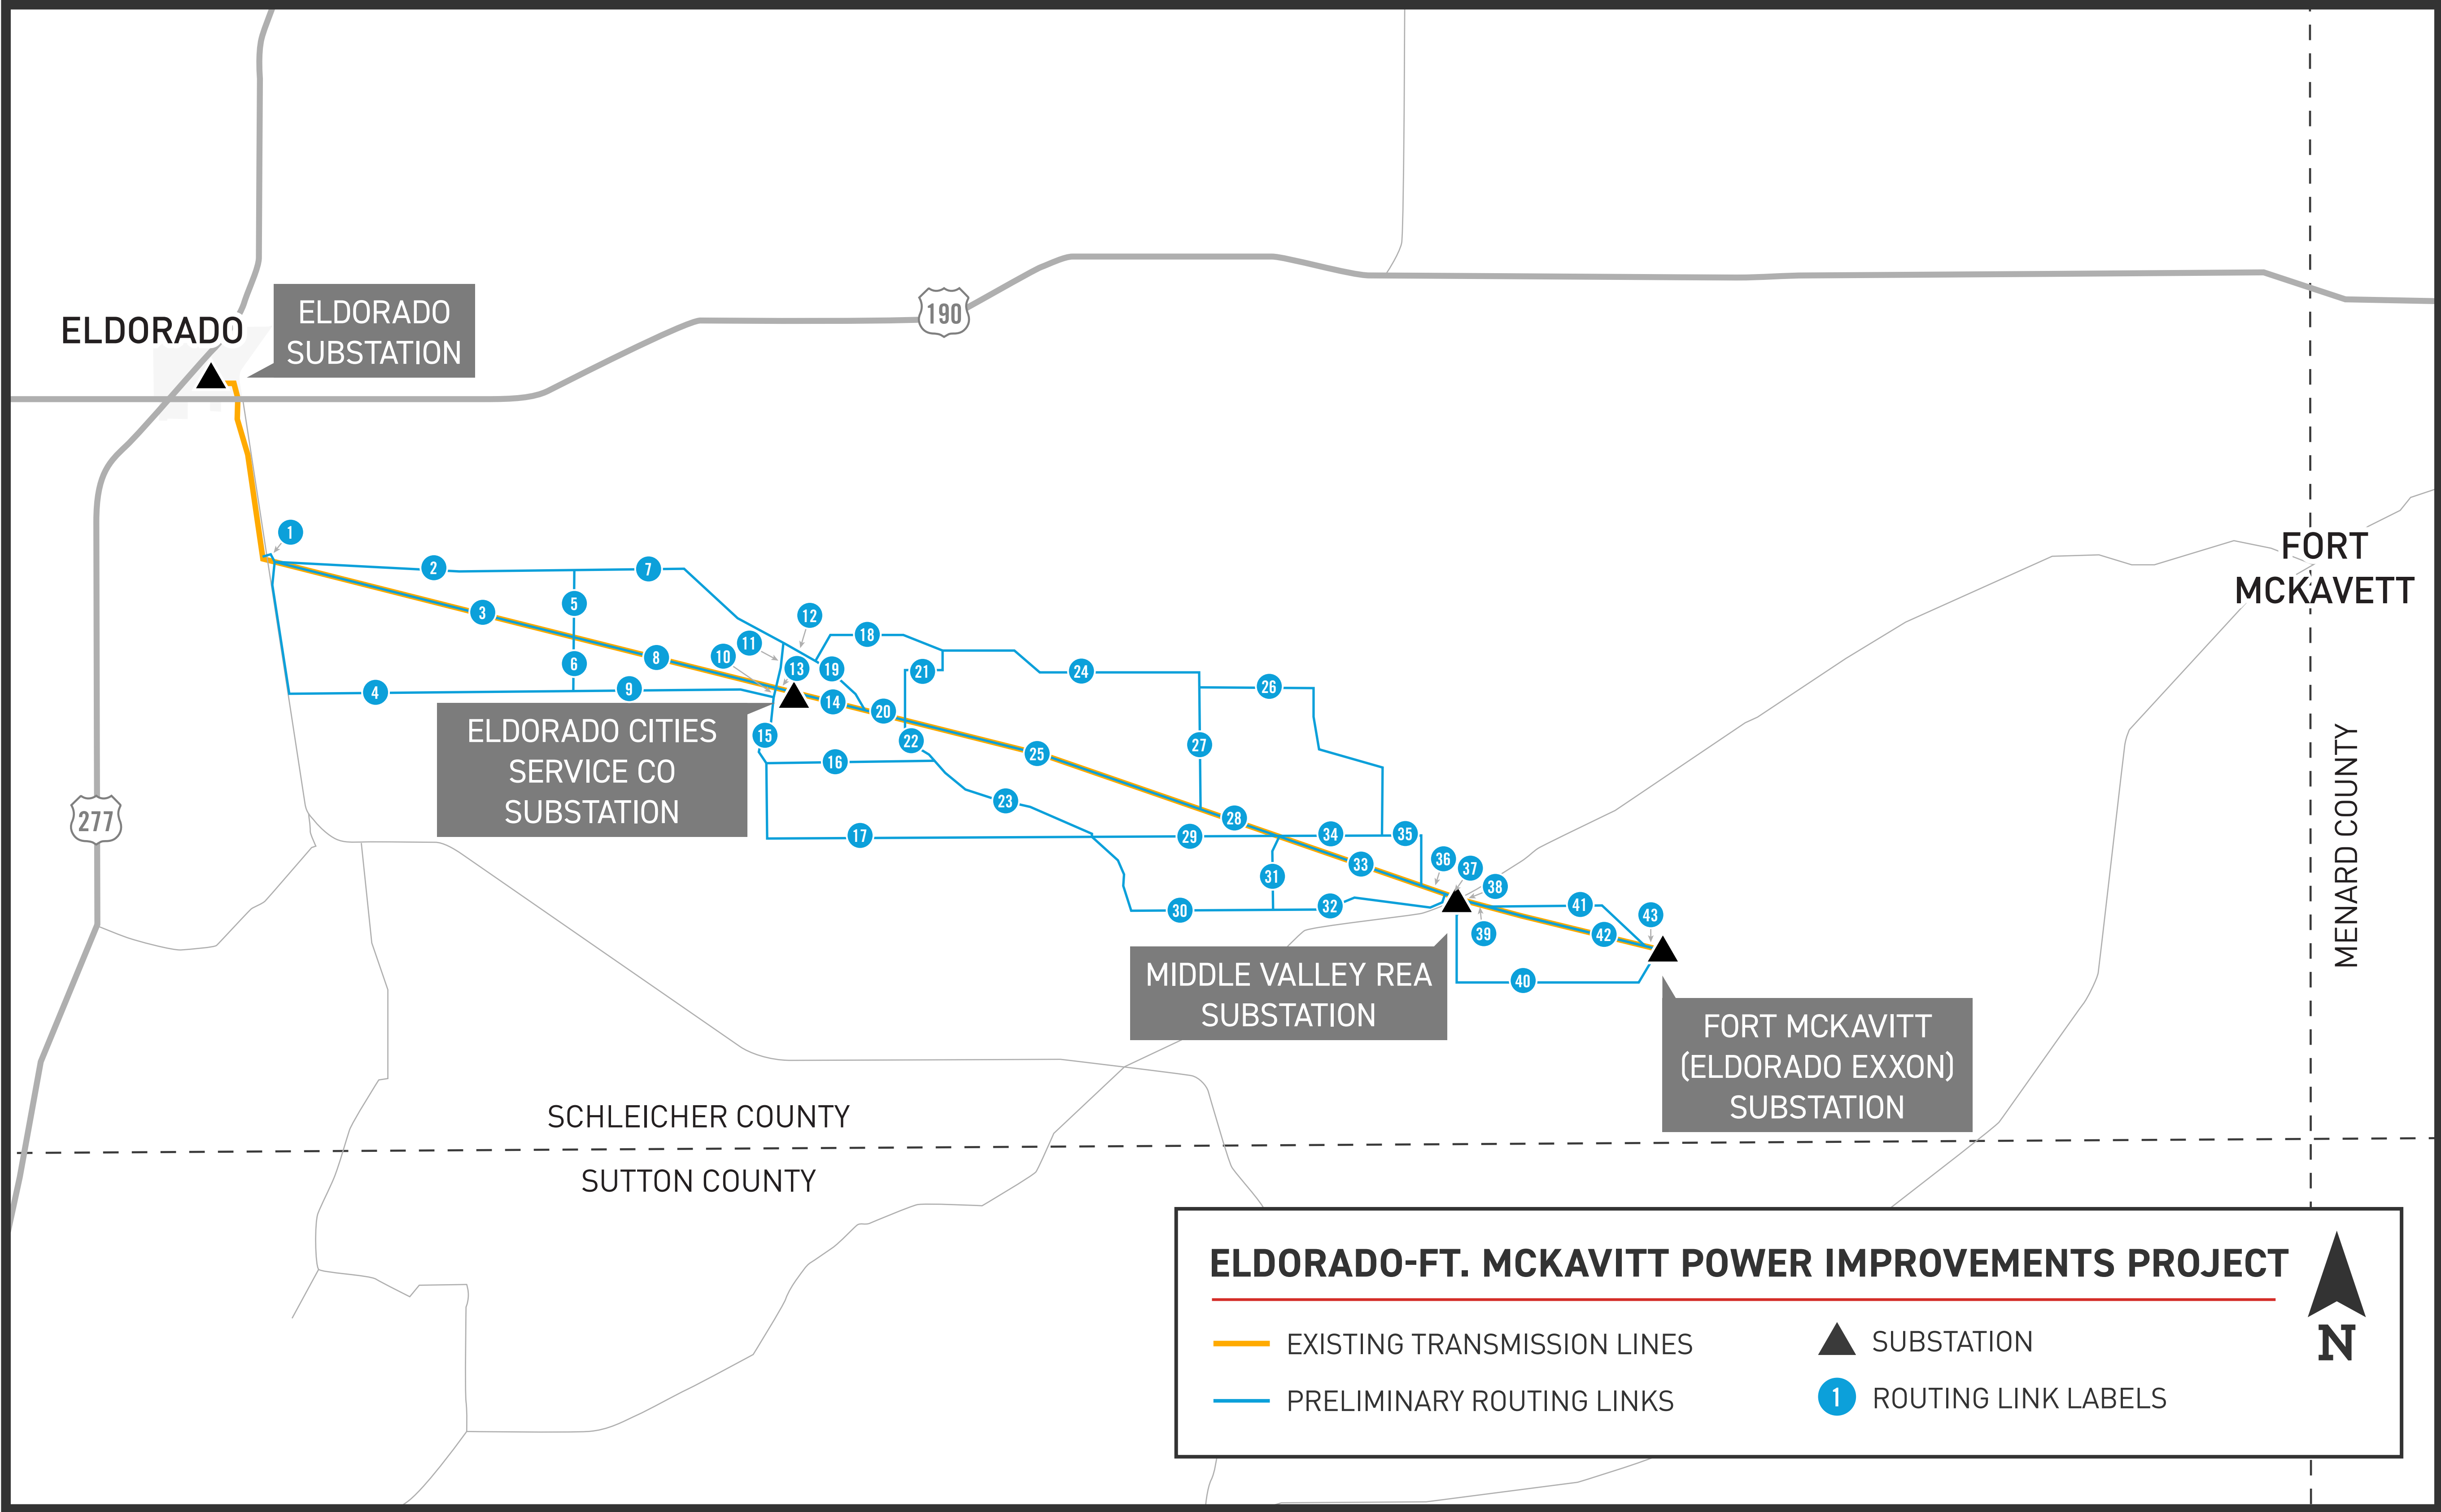 190
ELDORADO
ELDORADO
SUBSTATION
1
2
7
5
3
12
18
11
8
10
6
13
19
21
24
4
9
26
14
20
15
22
27
25
16
23
28
277
ELDORADO CITIES
SERVICE CO
SUBSTATION
17
29
34
35
33
36
37
31
38
30
32
41
43
39
42
40
FORT
MCKAVETT
MENARD COUNTY
MIDDLE VALLEY REA
SUBSTATION
FORT MCKAVITT
(ELDORADO EXXON)
SUBSTATION
SCHLEICHER COUNTY
SUTTON COUNTY
ELDORADO-FT. MCKAVITT POWER IMPROVEMENTS PROJECT
EXISTING TRANSMISSION LINES
SUBSTATION
PRELIMINARY ROUTING LINKS
1
ROUTING LINK LABELS
N